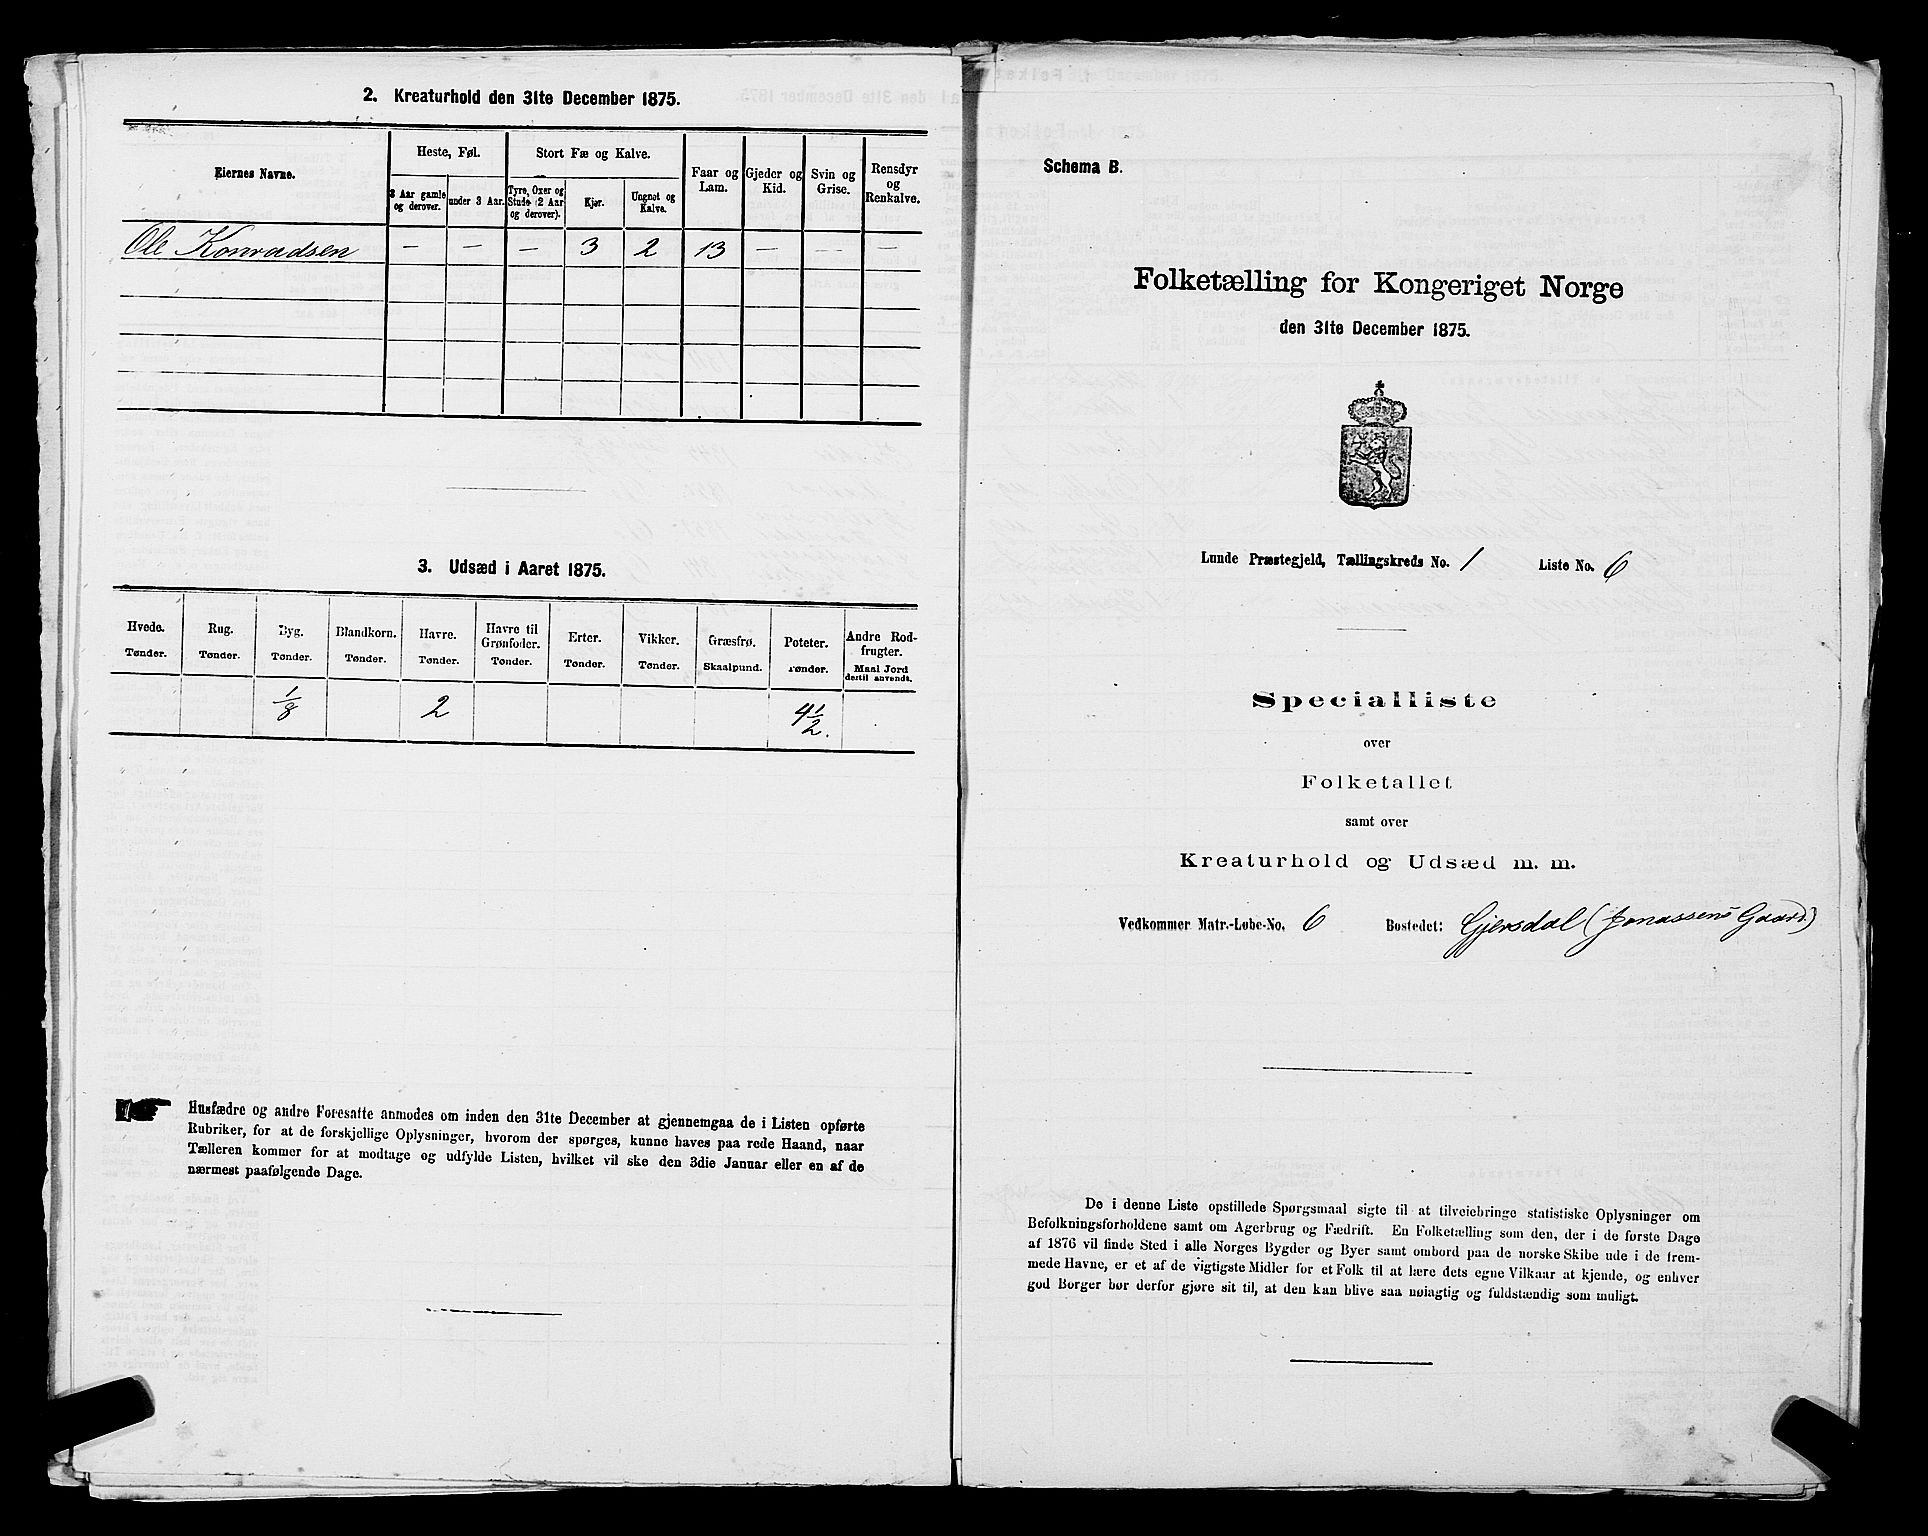 2. Kreaturhold den 31te December 1875.
Eiernes Navne.
Heste, Føl.
Stort Fæ og Kalve.
Faar og Lam.
Gjeder og Kid.
Svin og Grise.
Rensdyr og Renkalve.
3 Aar gamle og derover.
under 3 Aar.
Tyre, Oxer og Stude (2 Aar og derover).
Kjør.
Ungnøt og Kalve.
Ole Konradsen — — — 3 2 13 — — —
3. Udsæd i Aaret 1875.
Hvede. Rug. Byg. Blandkorn. Havre. Havre til Grønfoder. Erter. Vikker. Græsfrø. Poteter. Andre Rodfrugter.
Tønder. Tønder. Tønder. Tønder. Tønder. Tønder. Tønder. Tønder. Skaalpund. Tønder. Maal Jord dertil anvendt.
1/8 2 4 1/2.
Husfædre og andre Foresatte anmodes om inden den 31te December at gjennemgaa de i Listen opførte
Rubriker, for at de forskjellige Oplysninger, hvorom der spørges, kunne haves paa rede Haand, naar
Tælleren kommer for at modtage og udfylde Listen, hvilket vil ske den 3die Januar eller en af de
nærmest paafølgende Dage.
Schema B.
Folketælling for Kongeriget Norge
den 31te December 1875.
Lunde Præstegjeld, Tællingskreds No. 1 Liste No. 6
Specialliste
over
Folketallet
samt over
Kreaturhold og Udsæd m. m.
Vedkommer Matr.-Løbe-No. 6 Bostedet: Gjersdal (Jonassens Gaard)
De i denne Liste opstillede Spørgsmaal sigte til at tilveiebringe statistiske Oplysninger om
Befolkningsforholdene samt om Agerbrug og Fædrift. En Folketælling som den, der i de første Dage
af 1876 vil finde Sted i alle Norges Bygder og Byer samt ombord paa de norske Skibe ude i de frem-
mede Havne, er et af de vigtigste Midler for et Folk til at lære dets egne Vilkaar at kjende, og enhver
god Borger bør derfor gjøre sit til, at den kan blive saa nøiagtig og fuldstændig som muligt.